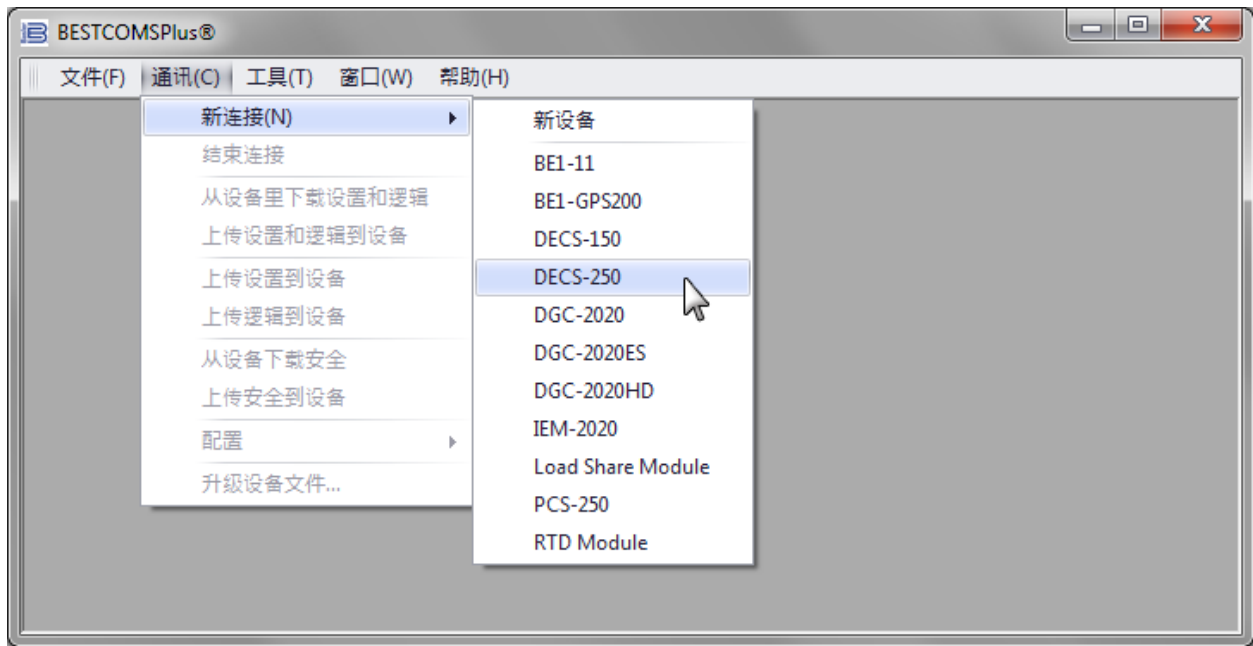 BESTCOMSPlus®
文件(F) 通讯(C) 工具(T) 窗口(W) 帮助(H)
新连接(N)
结束连接
从设备里下载设置和逻辑
上传设置和逻辑到设备
上传设置到设备
上传逻辑到设备
从设备下载安全
上传安全到设备
配置
升级设备文件...
新设备
BE1-11
BE1-GPS200
DECS-150
DECS-250
DGC-2020
DGC-2020ES
DGC-2020HD
IEM-2020
Load Share Module
PCS-250
RTD Module